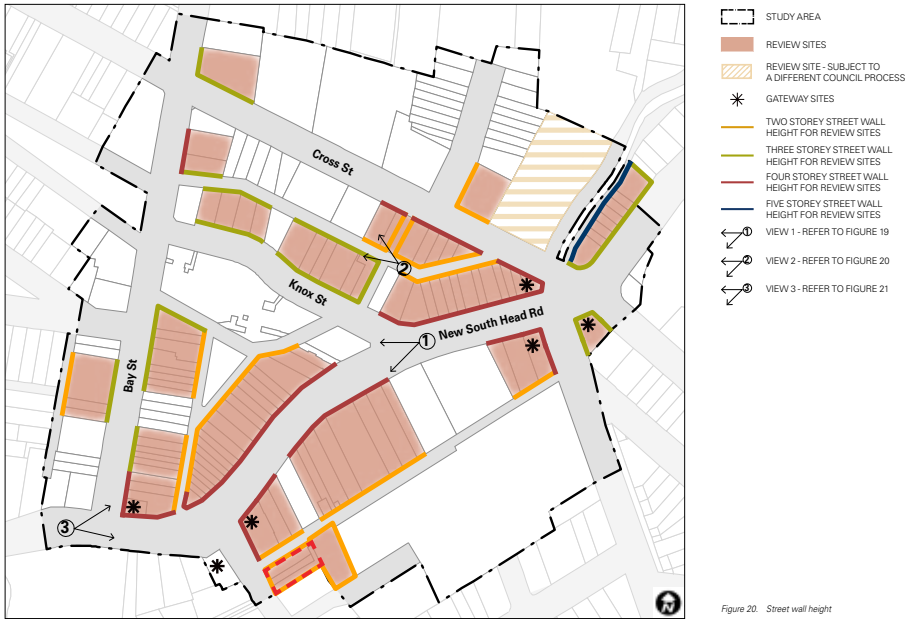 Cross St
Knox St
New South Head Rd
Bay St
1
2
3
N
STUDY AREA
REVIEW SITES
REVIEW SITE - SUBJECT TO
A DIFFERENT COUNCIL PROCESS
GATEWAY SITES
TWO STOREY STREET WALL
HEIGHT FOR REVIEW SITES
THREE STOREY STREET WALL
HEIGHT FOR REVIEW SITES
FOUR STOREY STREET WALL
HEIGHT FOR REVIEW SITES
FIVE STOREY STREET WALL
HEIGHT FOR REVIEW SITES
1 VIEW 1 - REFER TO FIGURE 19
2 VIEW 2 - REFER TO FIGURE 20
3 VIEW 3 - REFER TO FIGURE 21
Figure 20. Street wall height